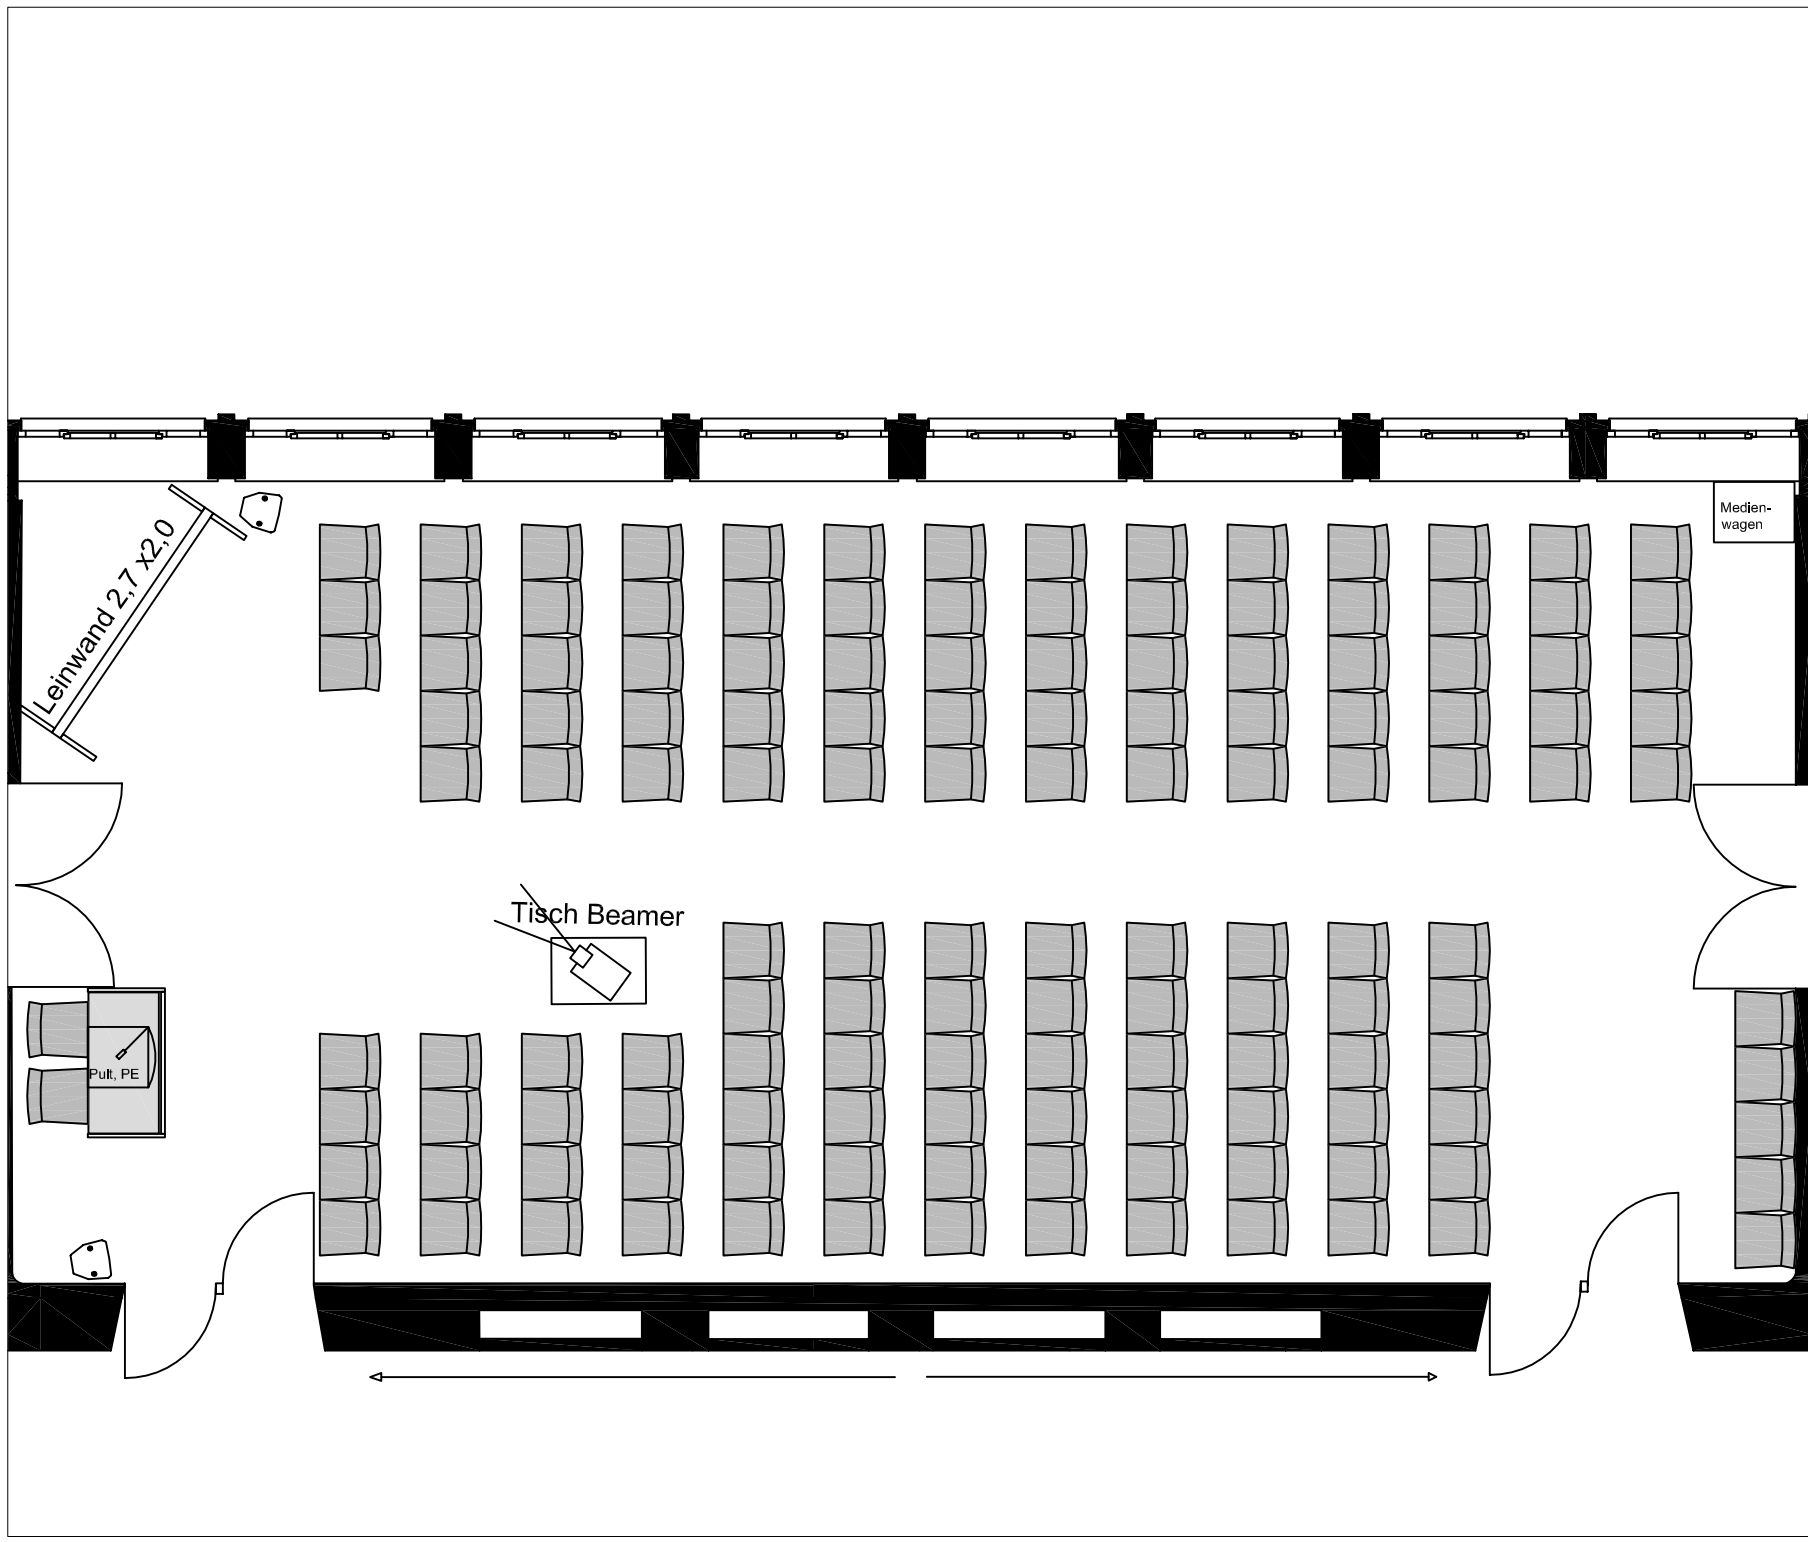 Leinwand 2,7 x2,0
Medien-
wagen
Tisch Beamer
Pult, PE